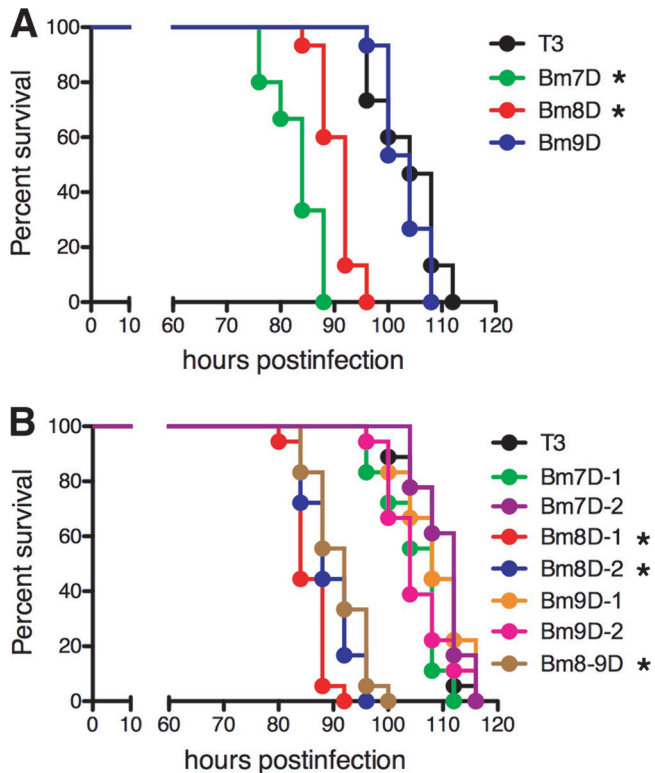 A
Percent survival
100
80
60
40
20
0
0 10 60 70 80 90 100 110 120
hours postinfection
T3
Bm7D *
Bm8D *
Bm9D
B
Percent survival
100
80
60
40
20
0
0 10 60 70 80 90 100 110 120
hours postinfection
T3
Bm7D-1
Bm7D-2
Bm8D-1 *
Bm8D-2 *
Bm9D-1
Bm9D-2
Bm8-9D *